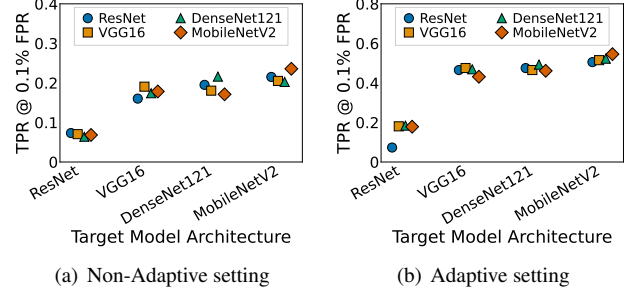 TPR @ 0.1% FPR
0.4
0.3
0.2
0.1
0
ResNet
VGG16
DenseNet121
MobileNetV2
ResNet
VGG16
DenseNet121
MobileNetV2
Target Model Architecture
(a) Non-Adaptive setting
TPR @ 0.1% FPR
0.8
0.6
0.4
0.2
0
ResNet
VGG16
DenseNet121
MobileNetV2
ResNet
VGG16
DenseNet121
MobileNetV2
Target Model Architecture
(b) Adaptive setting